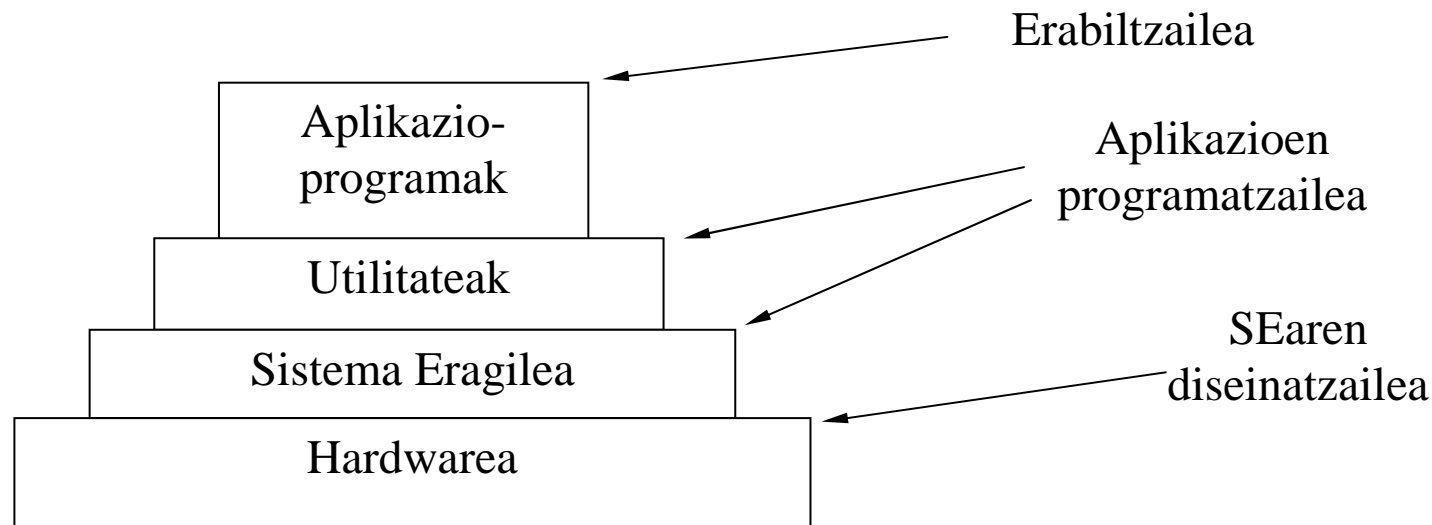 Erabiltzailea
Aplikazio-
programak
Aplikazioen
programatzailea
Utilitateak
SEaren
diseinatzailea
Sistema Eragilea
Hardwarea